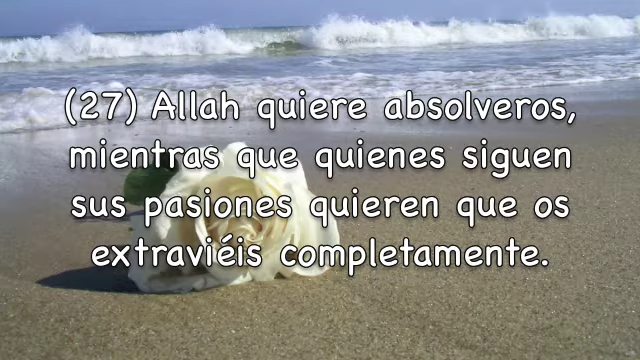 (27) Allah quiere absolveros,
mientras que quienes siguen
sus pasiones quieren que os
extraviéis completamente.